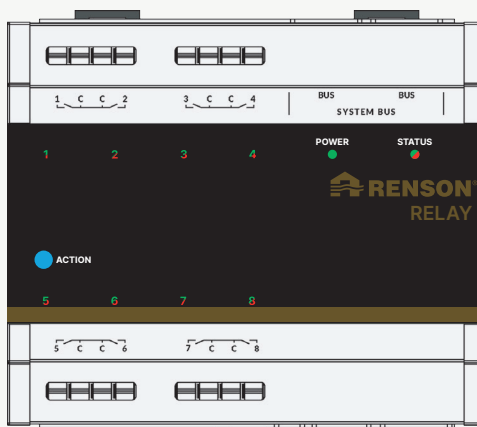 1 C C 2 3 C C 4 BUS BUS
SYSTEM BUS
POWER STATUS
1 2 3 4
RENSON
RELAY
ACTION
5 6 7 8
5 C C 6 7 C C 8